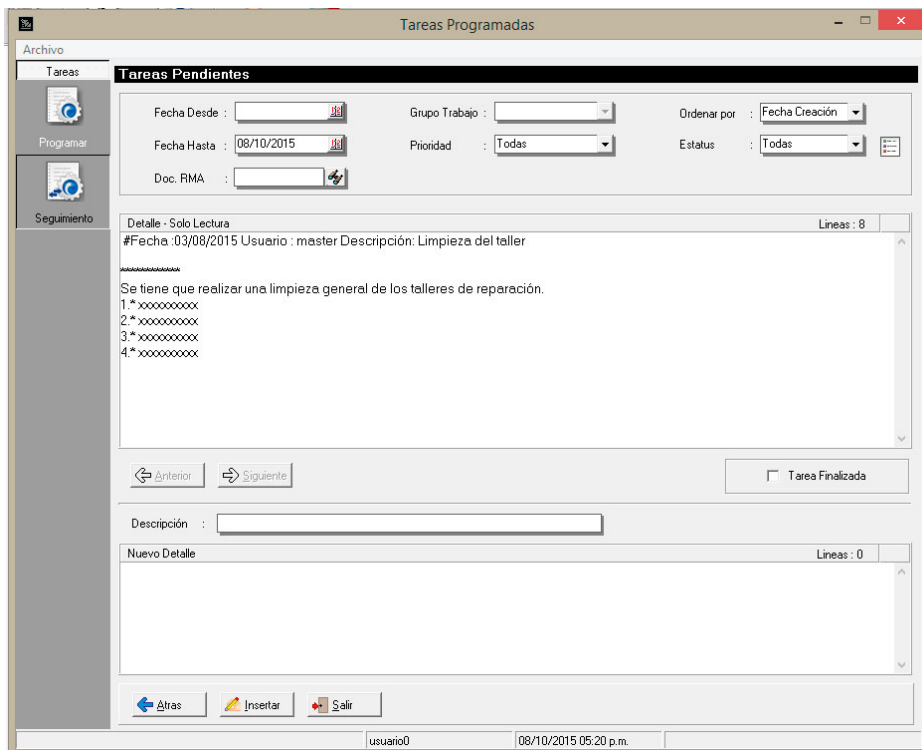 Tareas Programadas
Archivo
Tareas
Programar
Seguimiento
Tareas Pendientes
Fecha Desde :
Grupo Trabajo :
Ordenar por : Fecha Creación
Fecha Hasta : 08/10/2015
Prioridad : Todas
Estatus : Todas
Doc. RMA :
Detalle - Solo Lectura Lineas : 8
#Fecha :03/08/2015 Usuario : master Descripción: Limpieza del taller
************
Se tiene que realizar una limpieza general de los talleres de reparación.
1.* xxxxxxxxxx
2.* xxxxxxxxxx
3.* xxxxxxxxxx
4.* xxxxxxxxxx
Anterior Siguiente Tarea Finalizada
Descripción :
Nuevo Detalle Lineas : 0
Atras Insertar Salir
usuario0 08/10/2015 05:20 p.m.